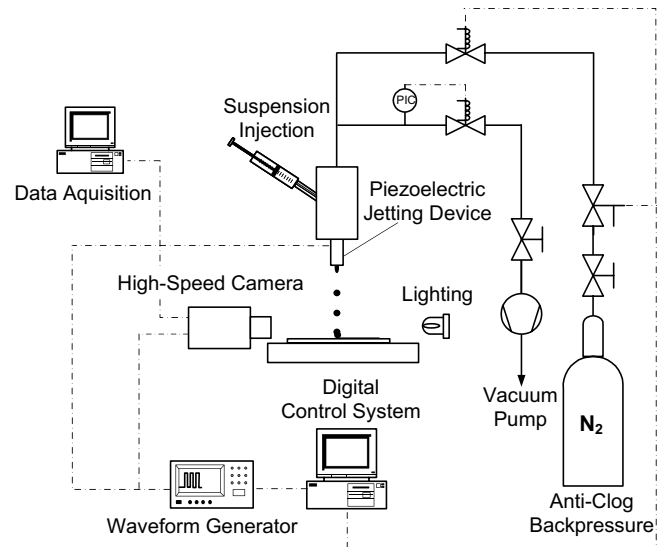 Suspension
Injection
PIC
Data Aquisition
Piezoelectric
Jetting Device
High-Speed Camera
Lighting
Digital
Control System
Vacuum
Pump
N₂
Waveform Generator
Anti-Clog
Backpressure